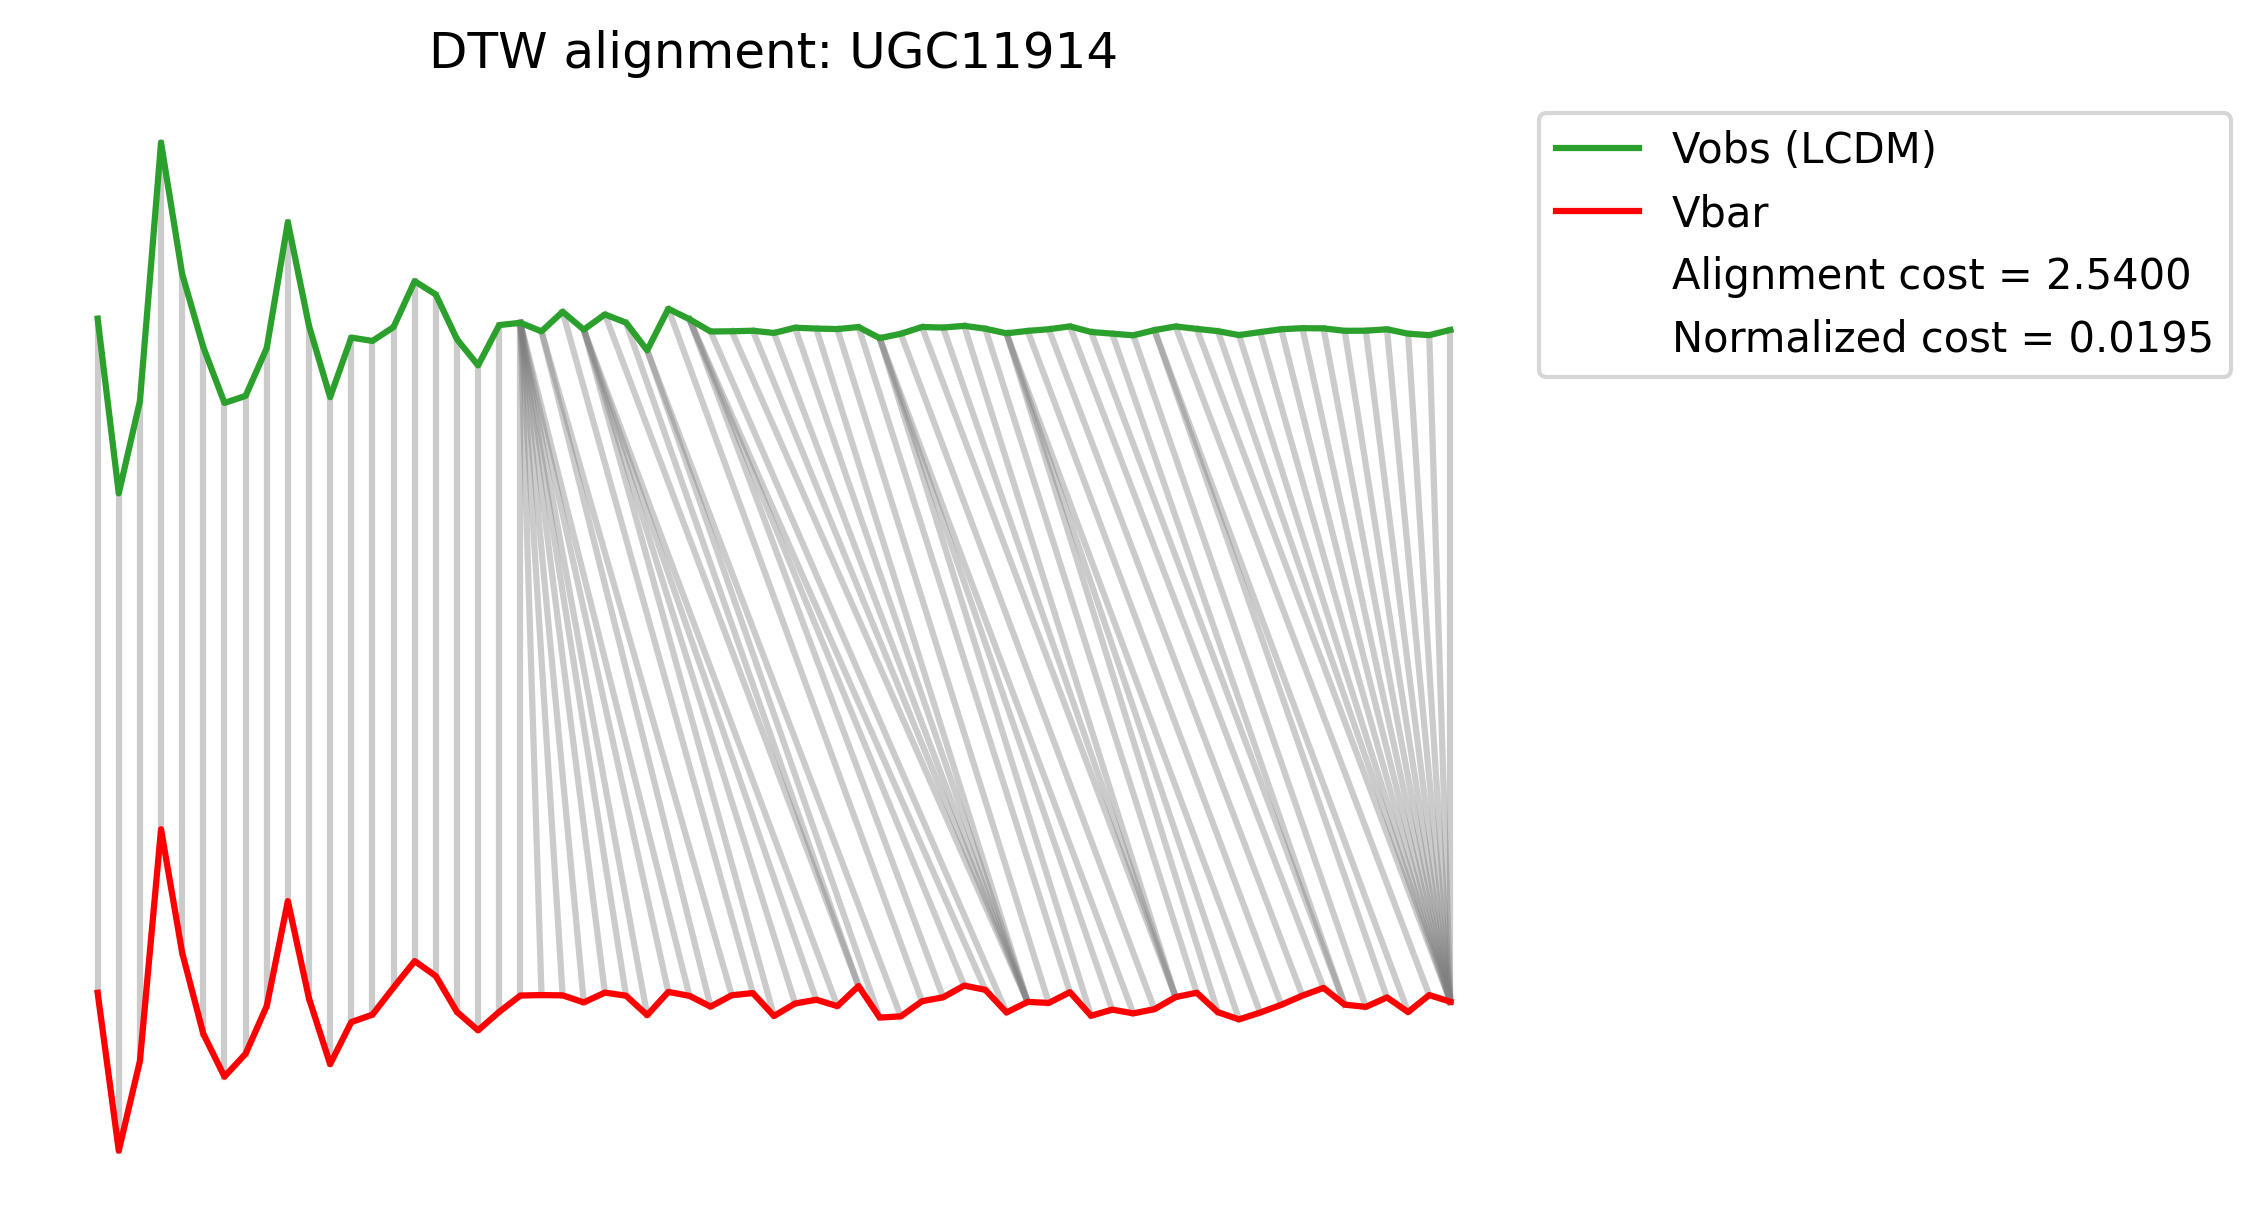 DTW alignment: UGC11914
Vobs (LCDM)
Vbar
Alignment cost = 2.5400
Normalized cost = 0.0195